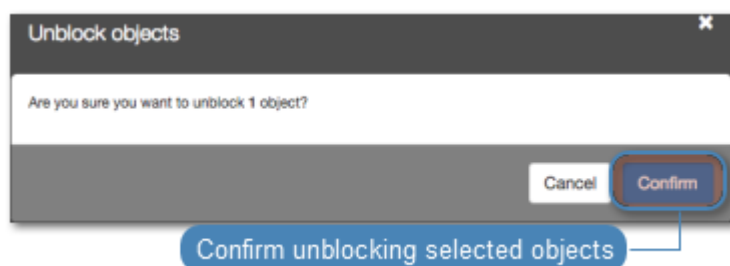 Unblock objects
Are you sure you want to unblock 1 object?
Cancel Confirm
Confirm unblocking selected objects